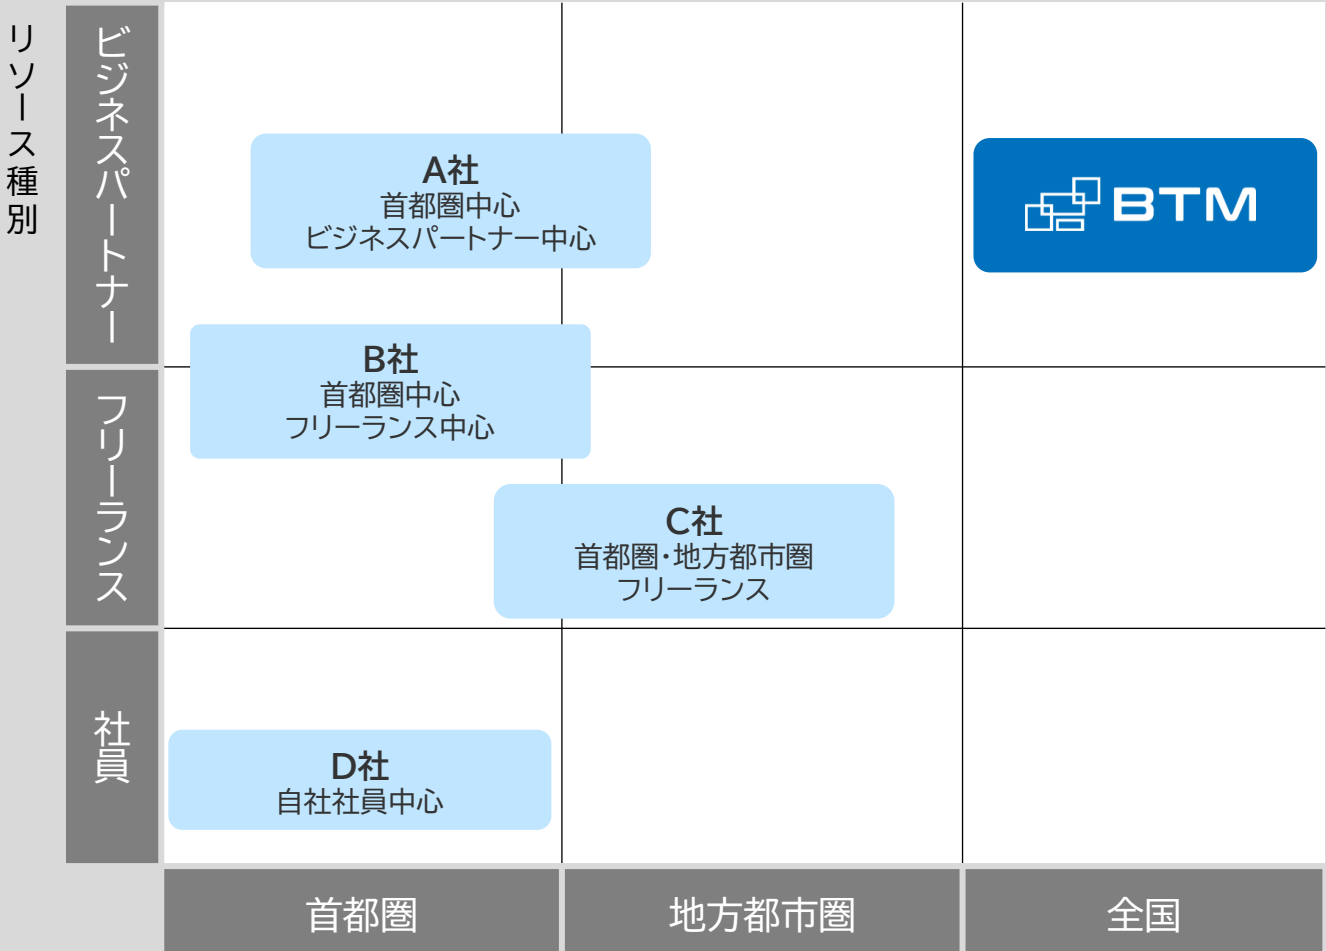 リソース種別
ビジネスパートナー
A社
首都圏中心
ビジネスパートナー中心
BTM
B社
首都圏中心
フリーランス中心
フリーランス
C社
首都圏・地方都市圏
フリーランス
社員
D社
自社社員中心
首都圏
地方都市圏
全国